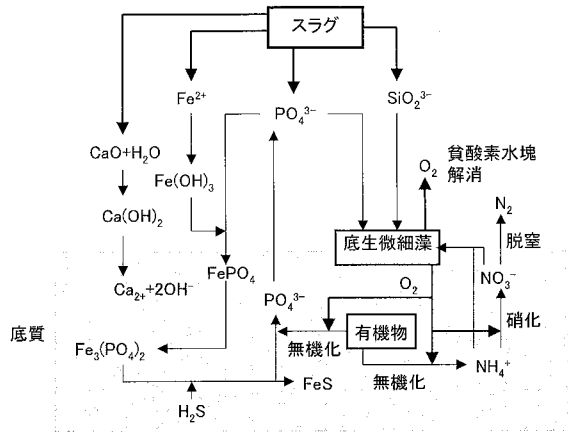 スラグ
Fe²⁺
PO₄³⁻
SiO₂³⁻
CaO+H₂O
貧酸素水塊
解消
O₂
Fe(OH)₃
N₂
Ca(OH)₂
底生微細藻
脱窒
FePO₄
NO₃⁻
Ca₂₊+2OH⁻
PO₄³⁻
O₂
底質
有機物
硝化
Fe₃(PO₄)₂
無機化
NH₄⁺
FeS
無機化
H₂S